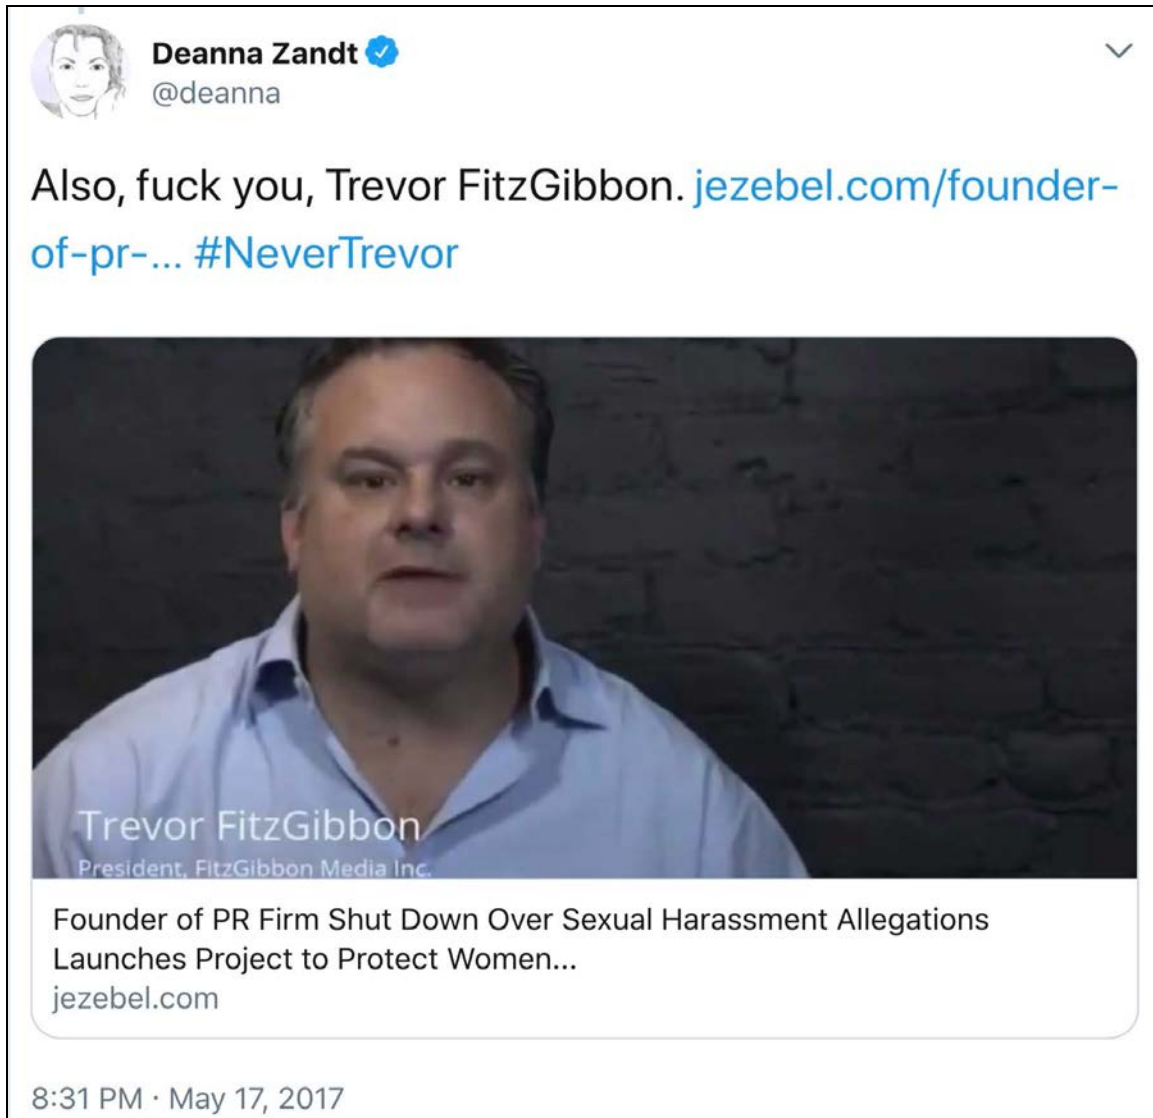 Deanna Zandt
@deanna
Also, fuck you, Trevor FitzGibbon. jezebel.com/founder-
of-pr-... #NeverTrevor
Trevor FitzGibbon
President, FitzGibbon Media Inc.
Founder of PR Firm Shut Down Over Sexual Harassment Allegations
Launches Project to Protect Women...
jezebel.com
8:31 PM · May 17, 2017